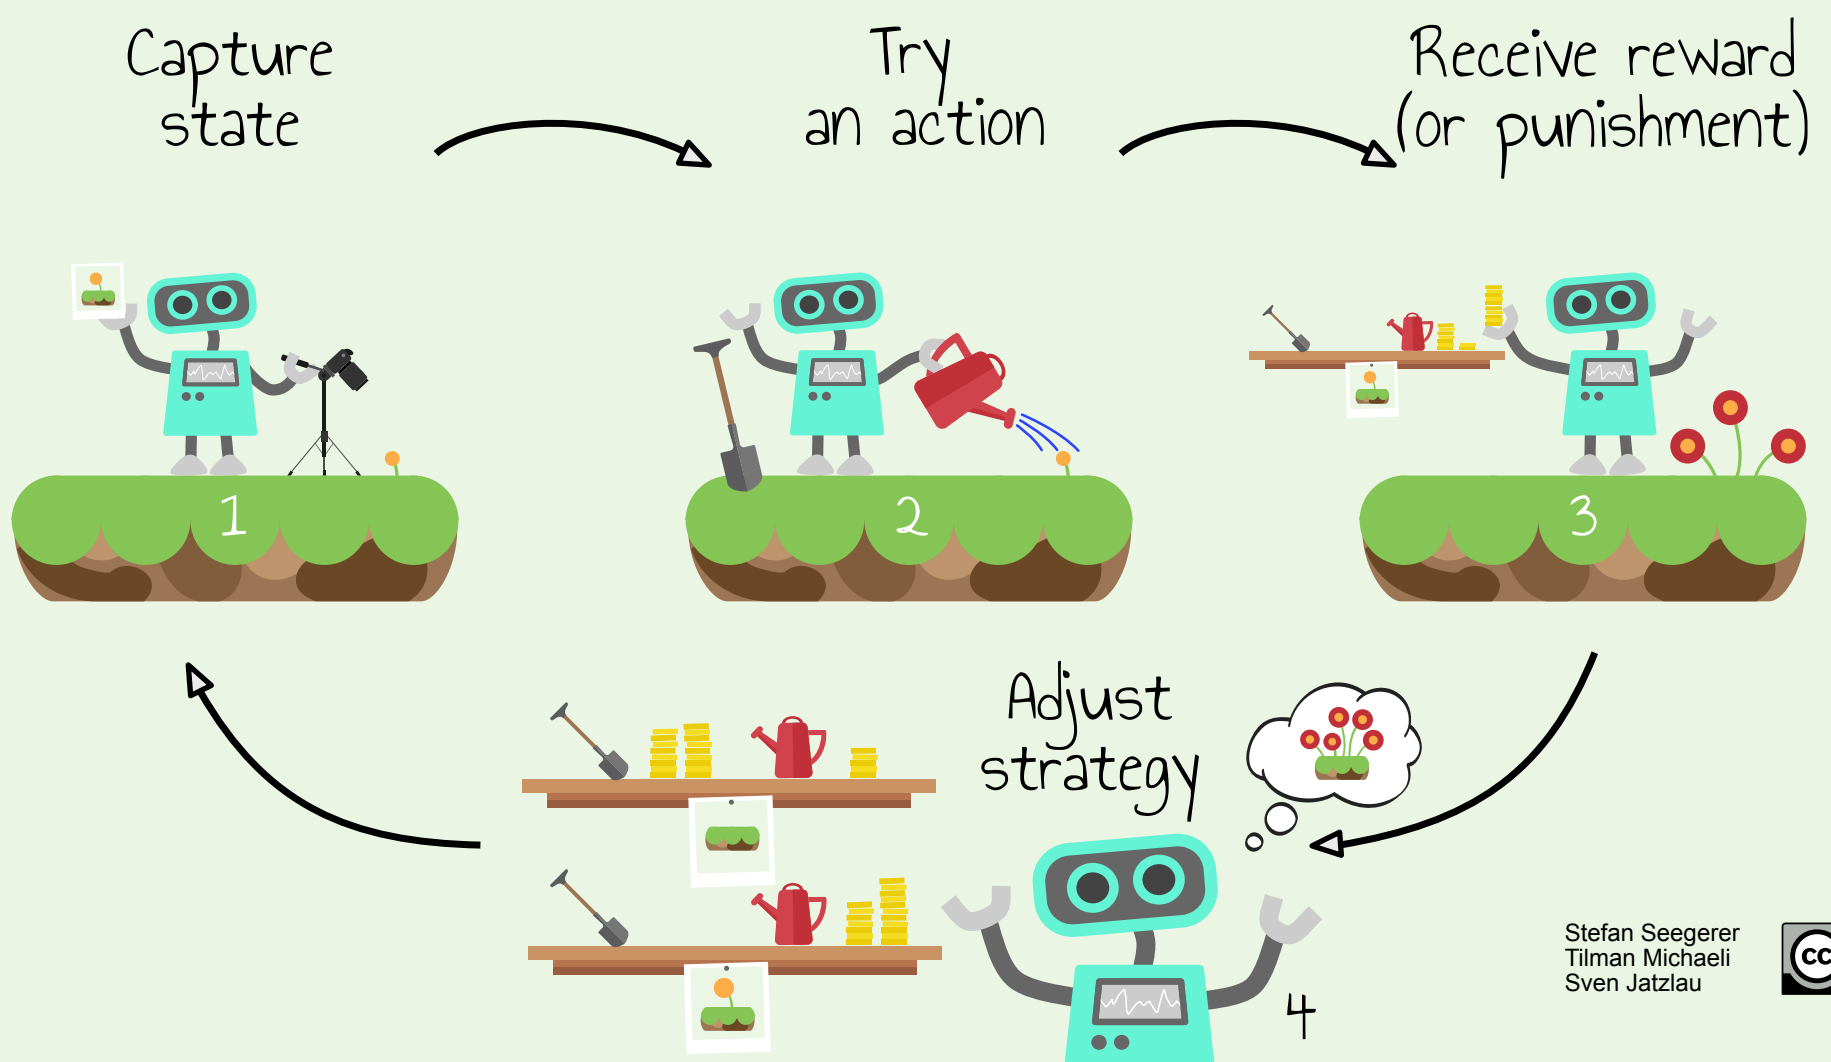 Capture
state
Try
an action
Receive reward
(or punishment)
1
2
3
Adjust
strategy
4
Stefan Seegerer
Tilman Michaeli
Sven Jatzlau
cc